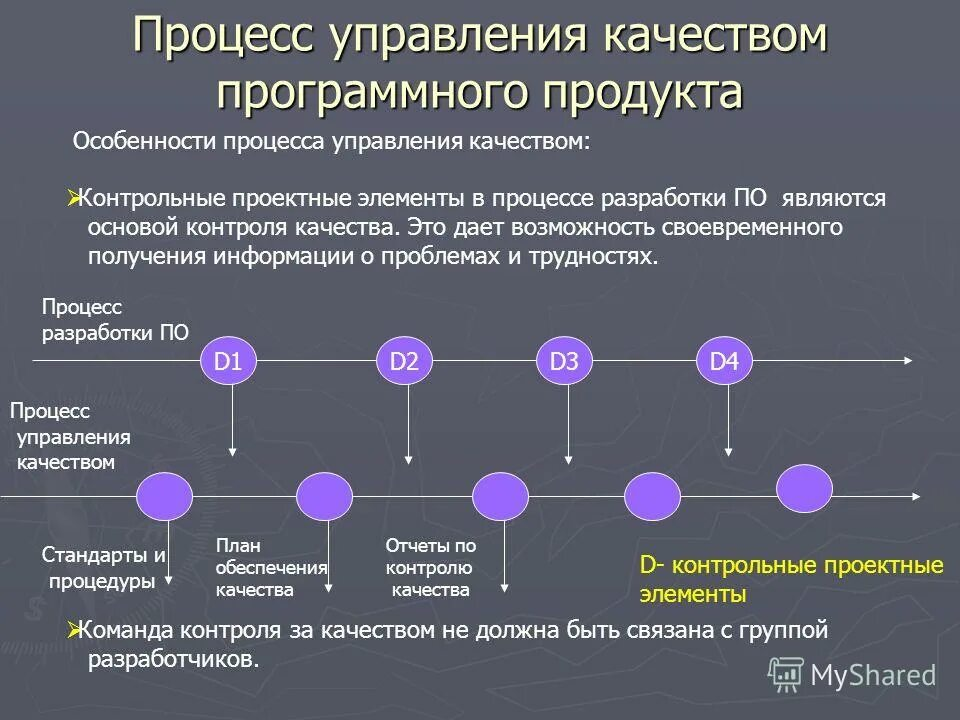 Процесс управления качеством
программного продукта
Особенности процесса управления качеством:
Контрольные проектные элементы в процессе разработки ПО являются
основой контроля качества. Это дает возможность своевременного
получения информации о проблемах и трудностях.
Процесс
разработки ПО
D1
D2
D3
D4
Процесс
управления
качеством
Стандарты и
процедуры
План
обеспечения
качества
Отчеты по
контролю
качества
D- контрольные проектные
элементы
Команда контроля за качеством не должна быть связана с группой
разработчиков.
MyShared